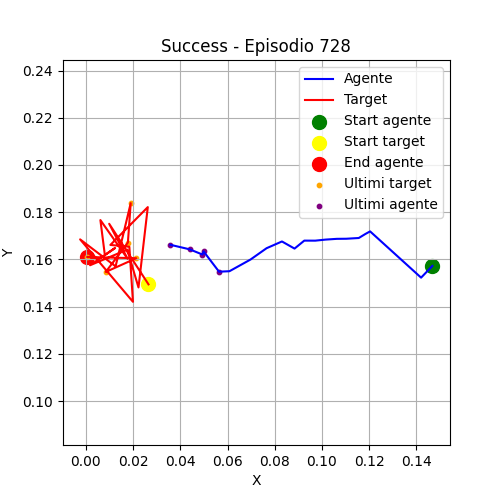 Success - Episodio 728
Agente
Target
Start agente
Start target
End agente
Ultimi target
Ultimi agente
0.24
0.22
0.20
0.18
0.16
0.14
0.12
0.10
Y
0.00 0.02 0.04 0.06 0.08 0.10 0.12 0.14
X